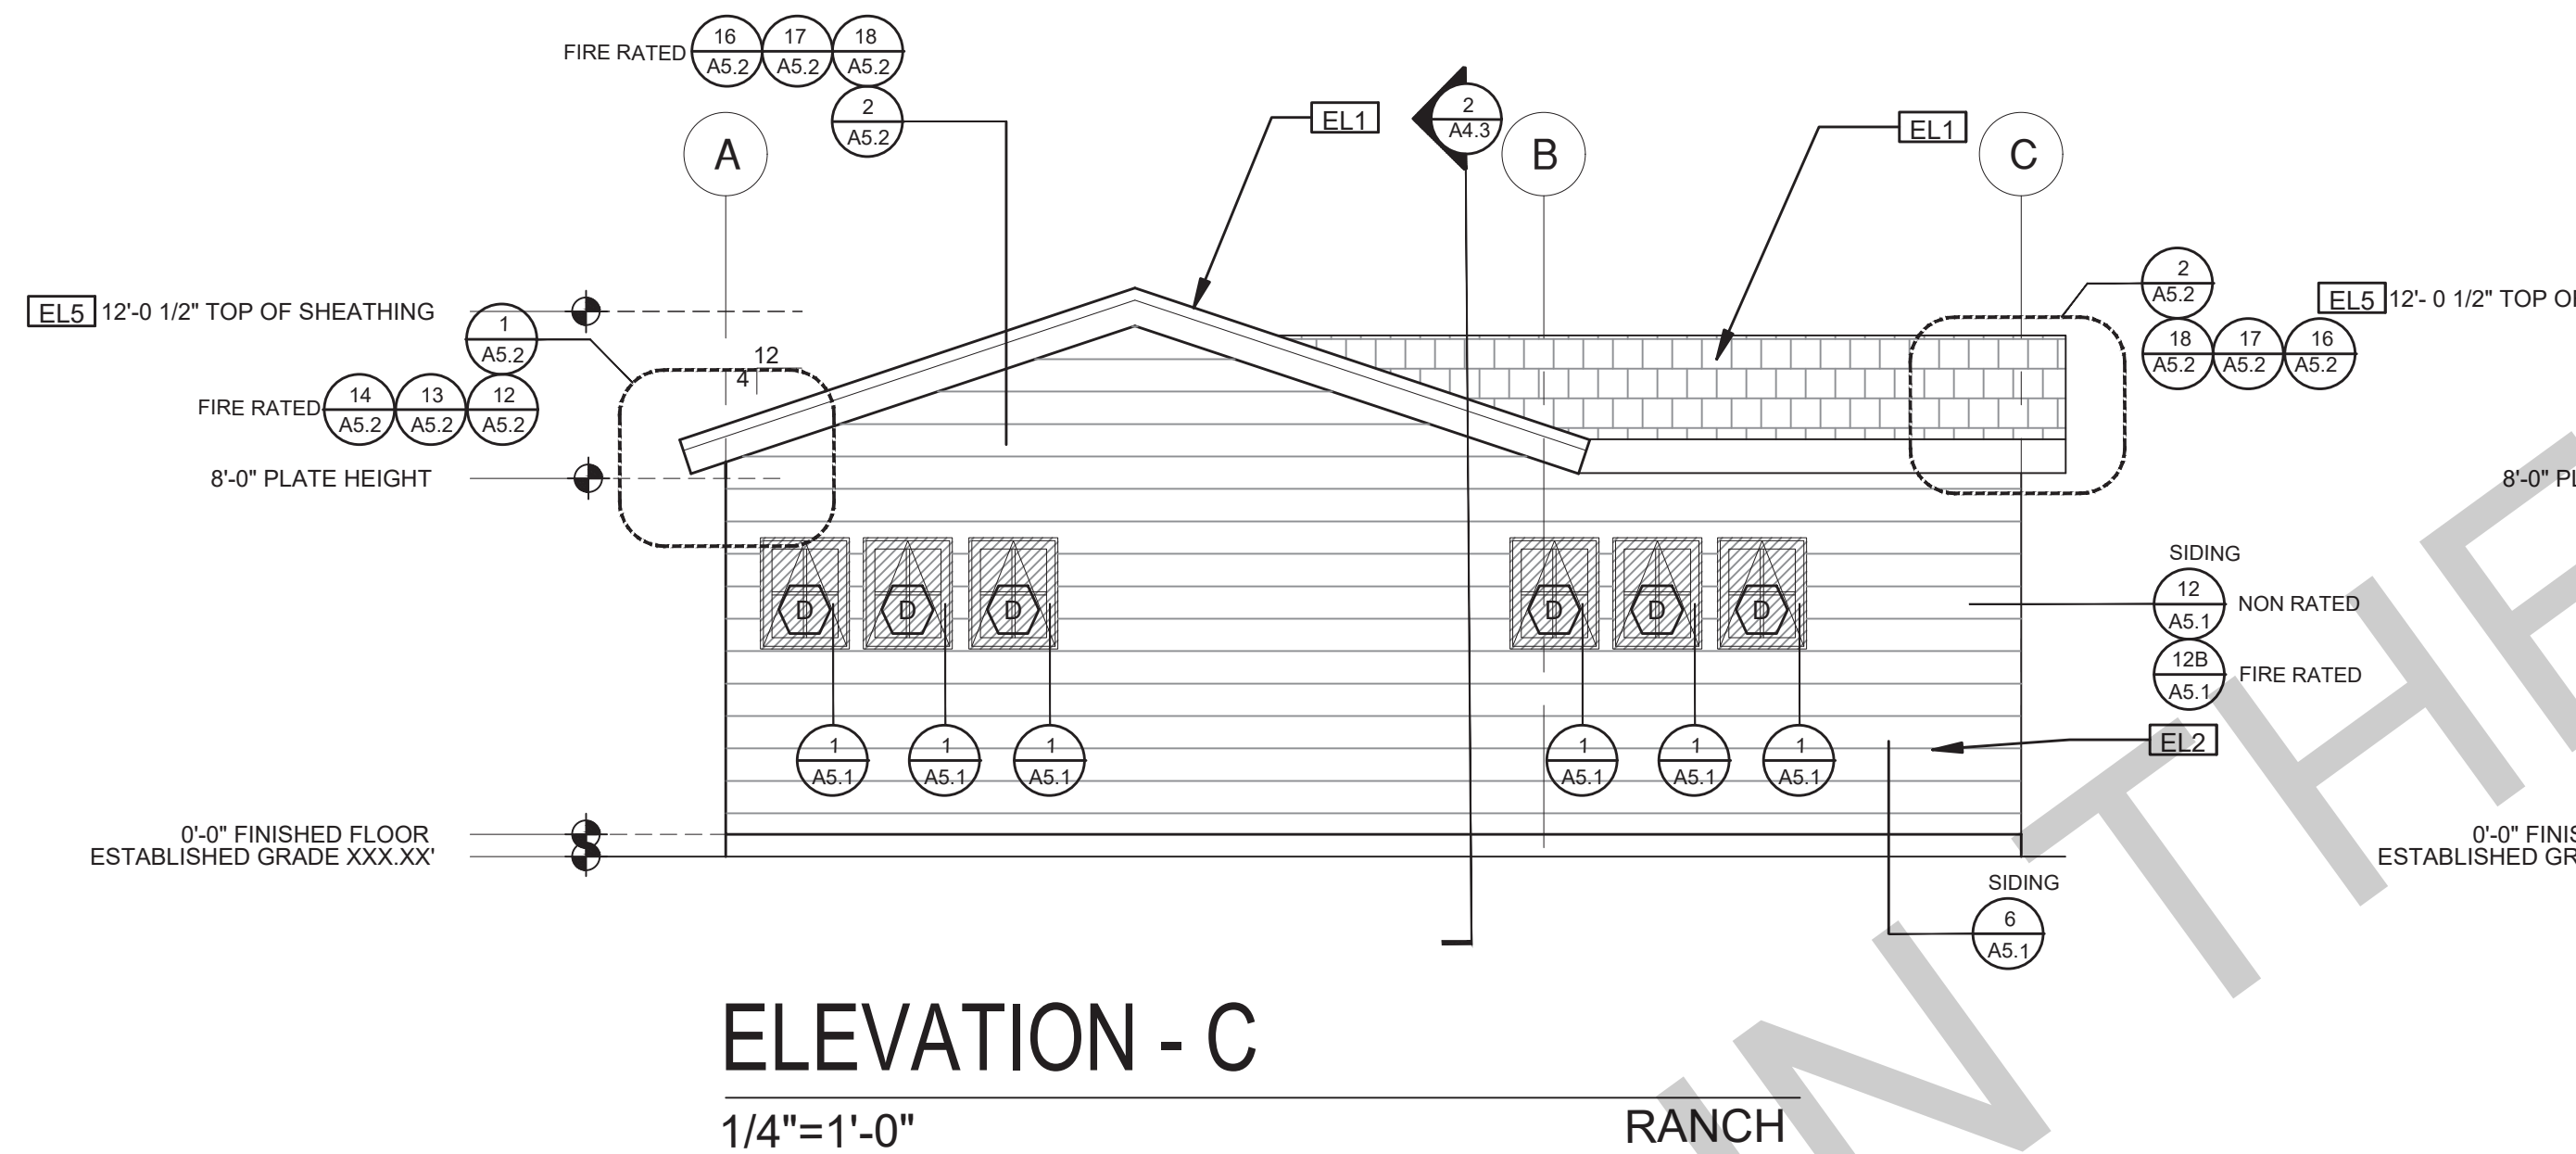 FIRE RATED 16 17 18
A5.2 A5.2 A5.2
2
A5.2
A
EL1
2
A4.3
B
EL1
C
EL5 12'-0 1/2" TOP OF SHEATHING
1
A5.2
12
4
FIRE RATED 14 13 12
A5.2 A5.2 A5.2
8'-0" PLATE HEIGHT
2
A5.2
18 17 16
A5.2 A5.2 A5.2
EL5 12'- 0 1/2" TOP
8'-0"
D D D D D D
1 1 1 1 1 1
A5.1 A5.1 A5.1 A5.1 A5.1 A5.1
SIDING
12
A5.1
NON RATED
12B
A5.1
FIRE RATED
EL2
0'-0" FINISHED FLOOR
ESTABLISHED GRADE XXX.XX'
0'-0"
ESTABLISHED
SIDING
6
A5.1
ELEVATION - C
1/4"=1'-0" RANCH
IN THE